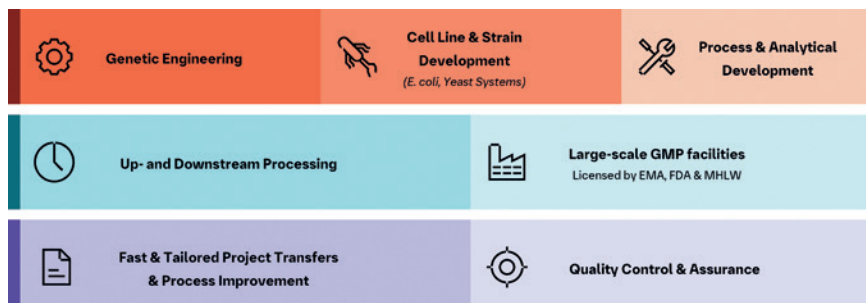 Genetic Engineering
Cell Line & Strain
Development
(E. coli, Yeast Systems)
Process & Analytical
Development
Up- and Downstream Processing
Large-scale GMP facilities
Licensed by EMA, FDA & MHLW
Fast & Tailored Project Transfers
& Process Improvement
Quality Control & Assurance